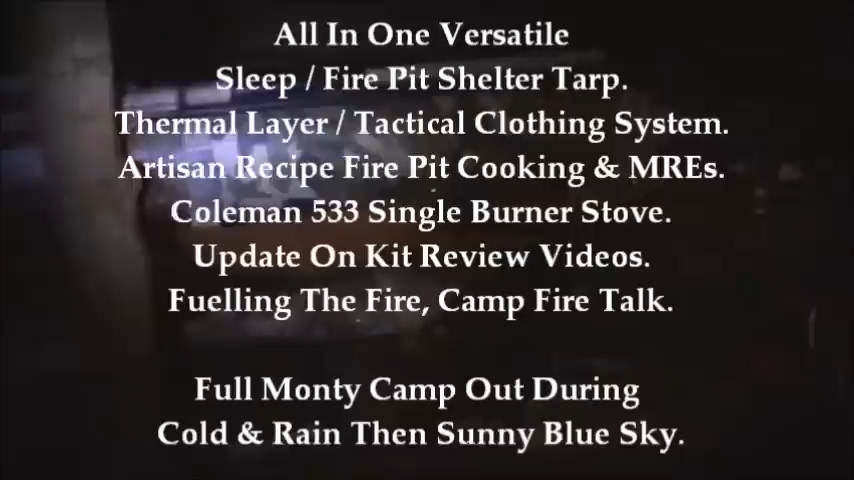 All In One Versatile
Sleep / Fire Pit Shelter Tarp.
Thermal Layer / Tactical Clothing System.
Artisan Recipe Fire Pit Cooking & MREs.
Coleman 533 Single Burner Stove.
Update On Kit Review Videos.
Fuelling The Fire, Camp Fire Talk.
Full Monty Camp Out During
Cold & Rain Then Sunny Blue Sky.